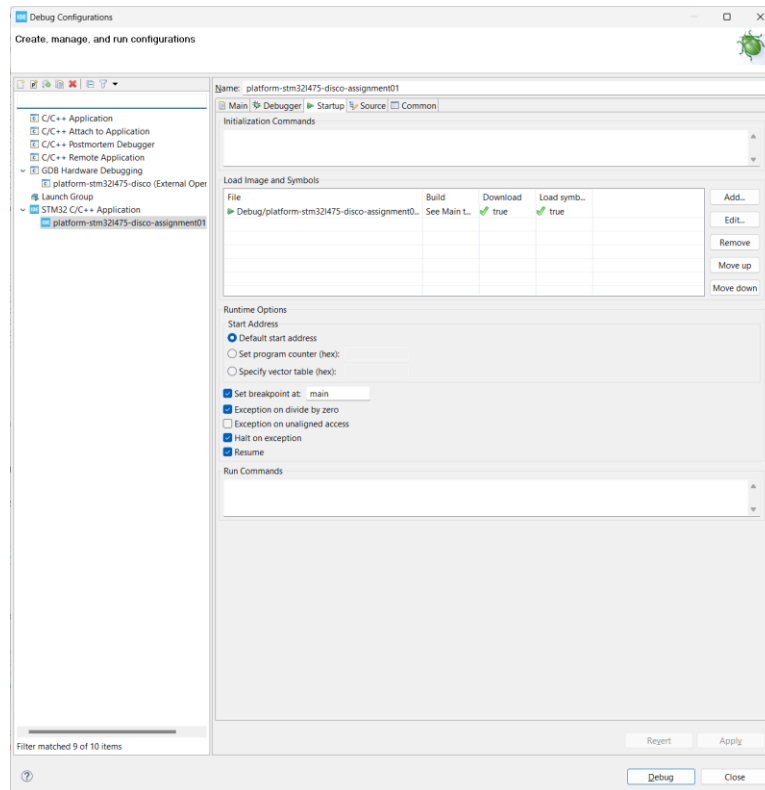 IDE Debug Configurations
Create, manage, and run configurations
Name: platform-stm32l475-disco-assignment01
Main Debugger Startup Source Common
Initialization Commands
C/C++ Application
C/C++ Attach to Application
C/C++ Postmortem Debugger
C/C++ Remote Application
GDB Hardware Debugging
platform-stm32l475-disco (External Oper
Launch Group
STM32 C/C++ Application
IDE platform-stm32l475-disco-assignment01
Filter matched 9 of 10 items
Load Image and Symbols
File Build Download Load symb...
Debug/platform-stm32l475-disco-assignment0... See Main t... true true
Add...
Edit...
Remove
Move up
Move down
Runtime Options
Start Address
Default start address
Set program counter (hex):
Specify vector table (hex):
Set breakpoint at: main
Exception on divide by zero
Exception on unaligned access
Halt on exception
Resume
Run Commands
Revert Apply
? Debug Close